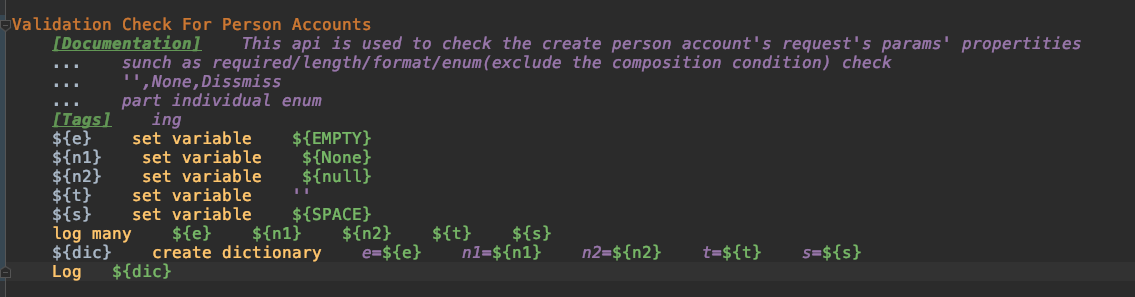 Validation Check For Person Accounts
[Documentation]    This api is used to check the create person account's request's params' propertities
...    sunch as required/length/format/enum(exclude the composition condition) check
...    '',None,Dissmiss
...    part individual enum
[Tags]    ing
${e}    set variable    ${EMPTY}
${n1}    set variable    ${None}
${n2}    set variable    ${null}
${t}    set variable    ''
${s}    set variable    ${SPACE}
log many    ${e}    ${n1}    ${n2}    ${t}    ${s}
${dic}    create dictionary    e=${e}    n1=${n1}    n2=${n2}    t=${t}    s=${s}
Log   ${dic}